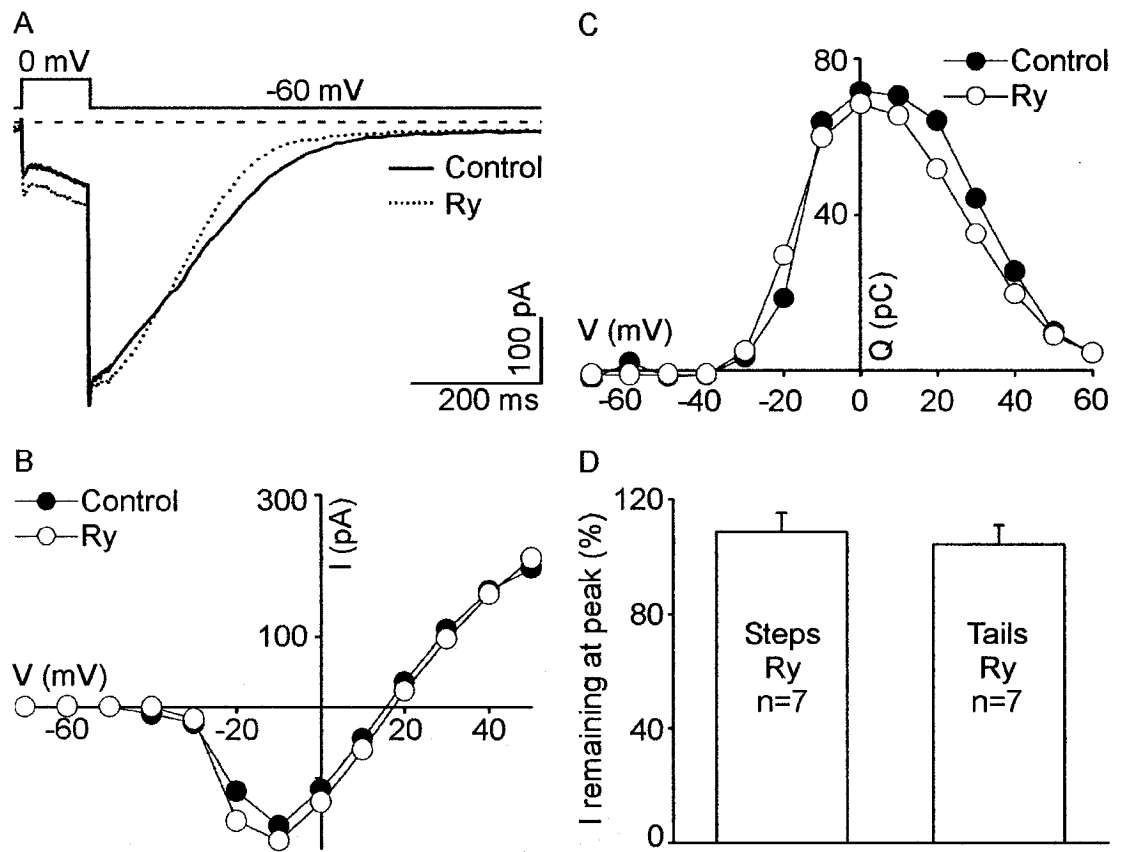 A
0 mV
-60 mV
Control
Ry
100 pA
200 ms
B
Control
Ry
300
I (pA)
100
V (mV)
-60
-20
20
40
C
80
Control
Ry
40
Q (pC)
V (mV)
-60
-40
-20
0
20
40
60
D
I remaining at peak (%)
120
80
40
0
Steps
Ry
n=7
Tails
Ry
n=7